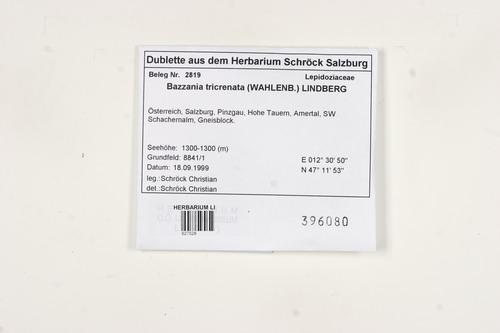 Dublette aus dem Herbarium Schröck Salzburg
Beleg Nr. 2819 Lepidoziaceae
Bazzania tricrenata (WAHLENB.) LINDBERG
Österreich, Salzburg, Pinzgau, Hohe Tauern, Amertal, SW
Schachernalm, Gneisblock.
Seehöhe: 1300-1300 (m)
Grundfeld: 8841/1 E 012° 30' 50"
Datum: 18.09.1999 N 47° 11' 53"
leg.:Schröck Christian
det.:Schröck Christian
HERBARIUM LI
396080